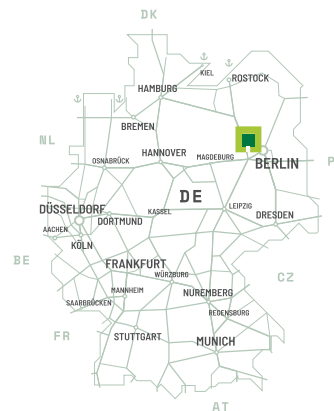 DK
KIEL
ROSTOCK
HAMBURG
BREMEN
NL
HANNOVER
MAGDEBURG
OSNABRÜCK
BERLIN
P
DE
DÜSSELDORF
KASSEL
LEIPZIG
DORTMUND
DRESDEN
AACHEN
KÖLN
BE
FRANKFURT
WÜRZBURG
CZ
MANNHEIM
NUREMBERG
SAARBRÜCKEN
REGENSBURG
FR
STUTTGART
MUNICH
AT